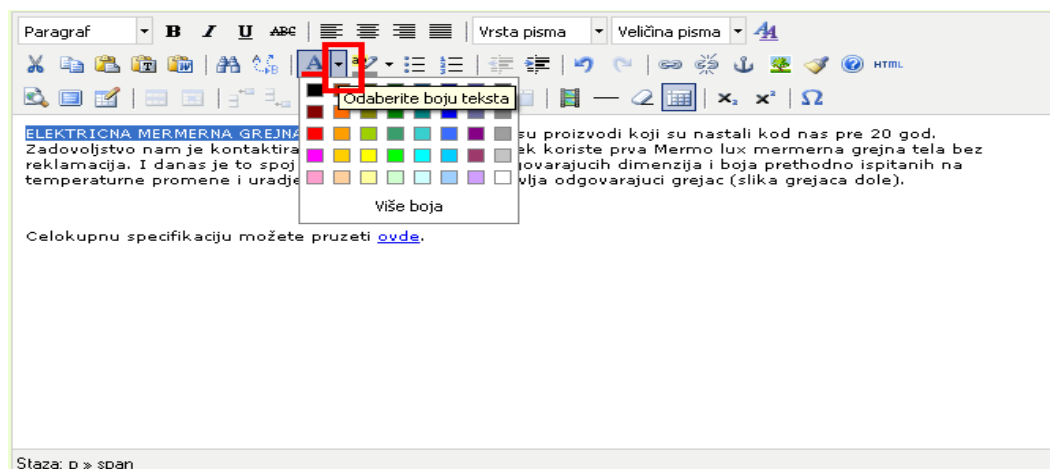 Paragraf B I U ABC Vrsta pisma Veličina pisma
HTML
Odaberite boju teksta
ELEKTRICNA MERMERNA GREJNA su proizvodi koji su nastali kod nas pre 20 god.
Zadovoljstvo nam je kontaktira ek koriste prva Mermo lux mermerna grejna tela bez
reklamacija. I danas je to spoj govarajucih dimenzija i boja prethodno ispitanih na
temperaturne promene i uradje vlja odgovarajuci grejac (slika grejaca dole).
Više boja
Celokupnu specifikaciju možete pruzeti ovde.
Staza: p » span